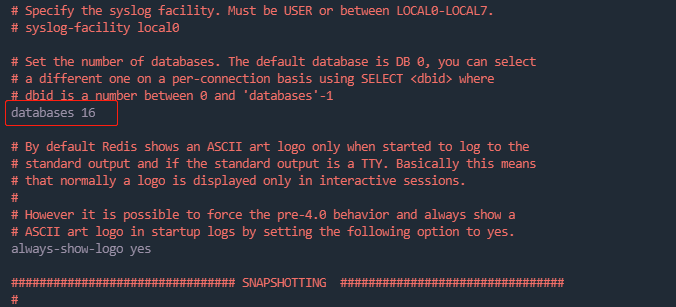 # Specify the syslog facility. Must be USER or between LOCAL0-LOCAL7.
# syslog-facility local0
# Set the number of databases. The default database is DB 0, you can select
# a different one on a per-connection basis using SELECT <dbid> where
# dbid is a number between 0 and 'databases'-1
databases 16
# By default Redis shows an ASCII art logo only when started to log to the
# standard output and if the standard output is a TTY. Basically this means
# that normally a logo is displayed only in interactive sessions.
#
# However it is possible to force the pre-4.0 behavior and always show a
# ASCII art logo in startup logs by setting the following option to yes.
always-show-logo yes
################################ SNAPSHOTTING  ################################
#